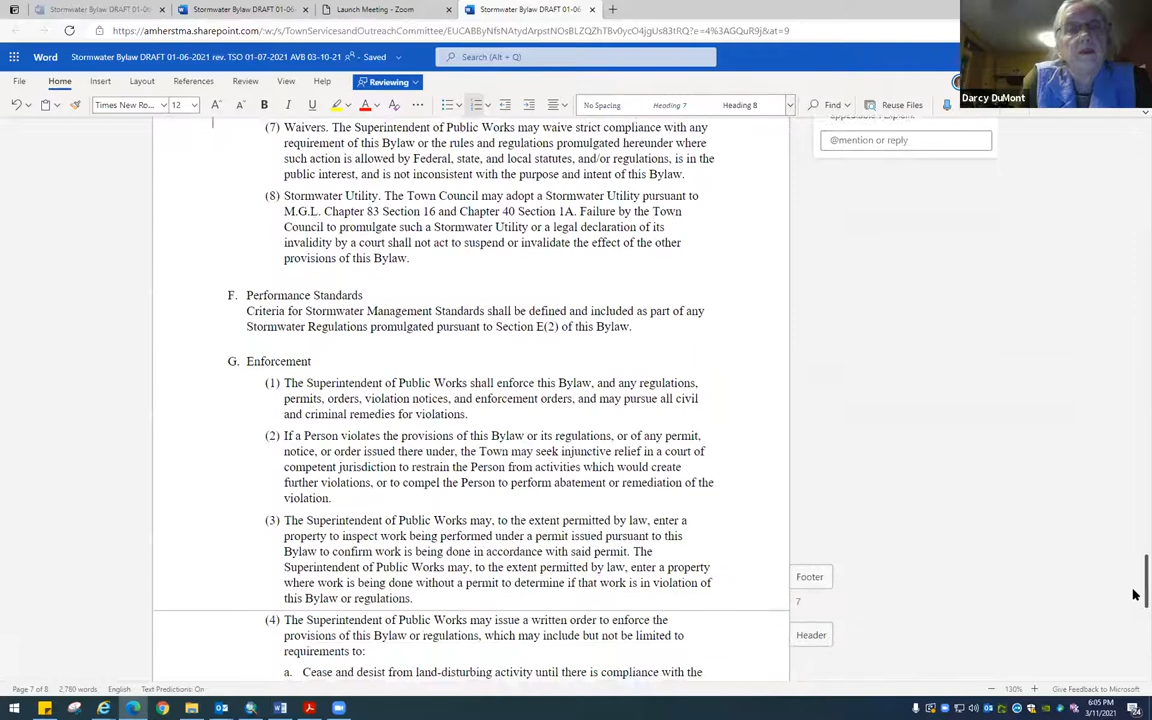 Stormwater Bylaw DRAFT 01-06-
Stormwater Bylaw DRAFT 01-06-
Launch Meeting - Zoom
Stormwater Bylaw DRAFT 01-06
https://amherstma.sharepoint.com/:w:/s/TownServicesandOutreachCommittee/EUCABByNfsNAtydArpstNOsBLZQZhTBv0ycO4jgUs83tRQ?e=4%3AGQuR9j&at=9
Word
Stormwater Bylaw DRAFT 01-06-2021 rev. TSO 01-07-2021 KPD ARB AVV 03-10-21
- Saved
Search (Alt + Q)
Darcy DuMont
File
Home
Insert
Layout
References
Review
View
Help
Reviewing
Times New Ro...
12
No Spacing
Heading 7
Heading 8
Find
Reuse Files
@mention or reply
(7) Waivers. The Superintendent of Public Works may waive strict compliance with any
requirement of this Bylaw or the rules and regulations promulgated hereunder where
such action is allowed by Federal, state, and local statutes, and/or regulations, is in the
public interest, and is not inconsistent with the purpose and intent of this Bylaw.
(8) Stormwater Utility. The Town Council may adopt a Stormwater Utility pursuant to
M.G.L. Chapter 83 Section 16 and Chapter 40 Section 1A. Failure by the Town
Council to promulgate such a Stormwater Utility or a legal declaration of its
invalidity by a court shall not act to suspend or invalidate the effect of the other
provisions of this Bylaw.
F. Performance Standards
Criteria for Stormwater Management Standards shall be defined and included as part of any
Stormwater Regulations promulgated pursuant to Section E(2) of this Bylaw.
G. Enforcement
(1) The Superintendent of Public Works shall enforce this Bylaw, and any regulations,
permits, orders, violation notices, and enforcement orders, and may pursue all civil
and criminal remedies for violations.
(2) If a Person violates the provisions of this Bylaw or its regulations, or of any permit,
notice, or order issued there under, the Town may seek injunctive relief in a court of
competent jurisdiction to restrain the Person from activities which would create
further violations, or to compel the Person to perform abatement or remediation of the
violation.
(3) The Superintendent of Public Works may, to the extent permitted by law, enter a
property to inspect work being performed under a permit issued pursuant to this
Bylaw to confirm work is being done in accordance with said permit. The
Superintendent of Public Works may, to the extent permitted by law, enter a property
where work is being done without a permit to determine if that work is in violation of
this Bylaw or regulations.
Footer
7
Header
(4) The Superintendent of Public Works may issue a written order to enforce the
provisions of this Bylaw or regulations, which may include but not be limited to
requirements to:
a. Cease and desist from land-disturbing activity until there is compliance with the
Page 7 of 8
2,780 words
English
Text Predictions: On
130%
Give Feedback to Microsoft
6:05 PM
3/11/2021
24